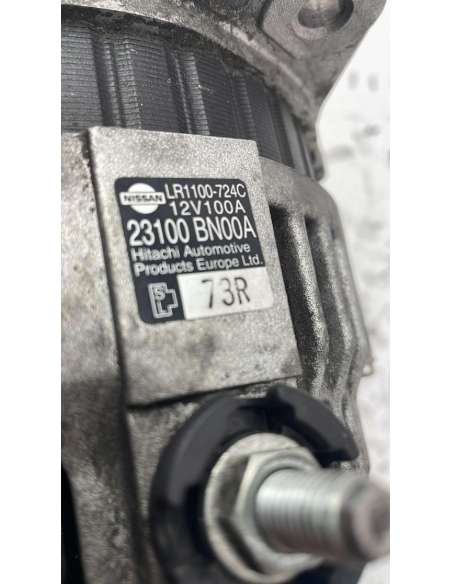 NISSAN
LR1100-724C
12V100A
23100 BN00A
Hitachi Automotive
Products Europe Ltd.
73R